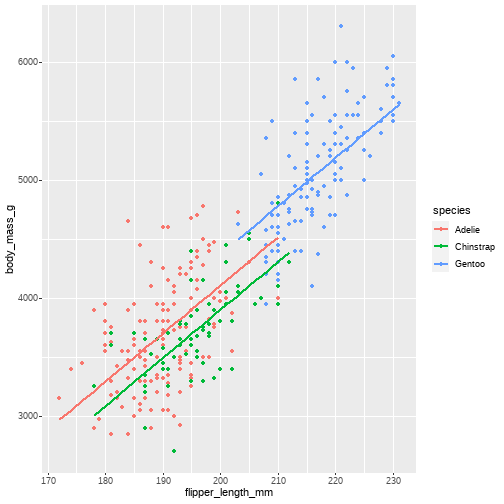 6000
5000
4000
3000
body_mass_g
170
180
190
200
210
220
230
flipper_length_mm
species
Adelie
Chinstrap
Gentoo